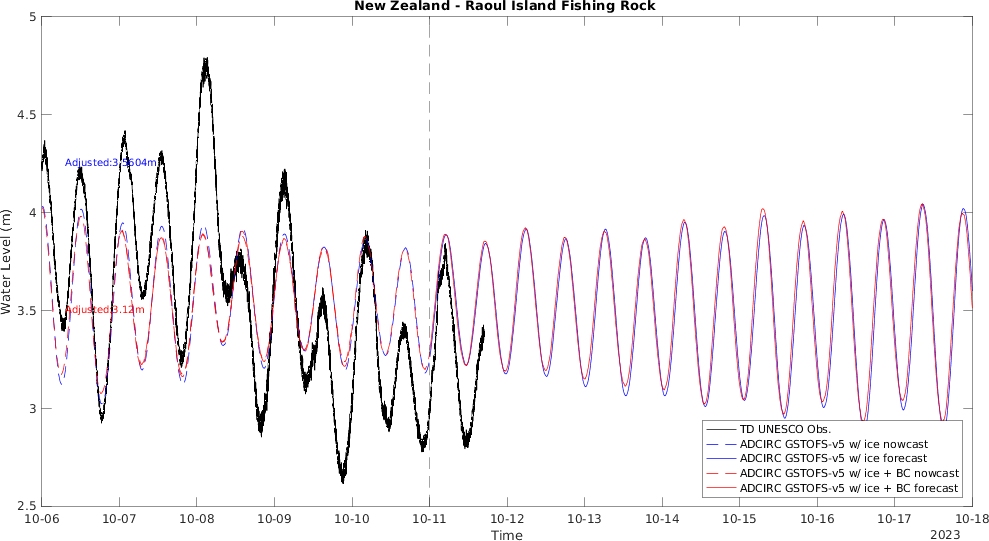 New Zealand - Raoul Island Fishing Rock
5
4.5
4
3.5
3
2.5
Water Level (m)
Adjusted:3.5604m
Adjusted:3.12m
TD UNESCO Obs.
ADCIRC GSTOFS-v5 w/ ice nowcast
ADCIRC GSTOFS-v5 w/ ice forecast
ADCIRC GSTOFS-v5 w/ ice + BC nowcast
ADCIRC GSTOFS-v5 w/ ice + BC forecast
10-06 10-07 10-08 10-09 10-10 10-11 10-12 10-13 10-14 10-15 10-16 10-17 10-18
Time
2023